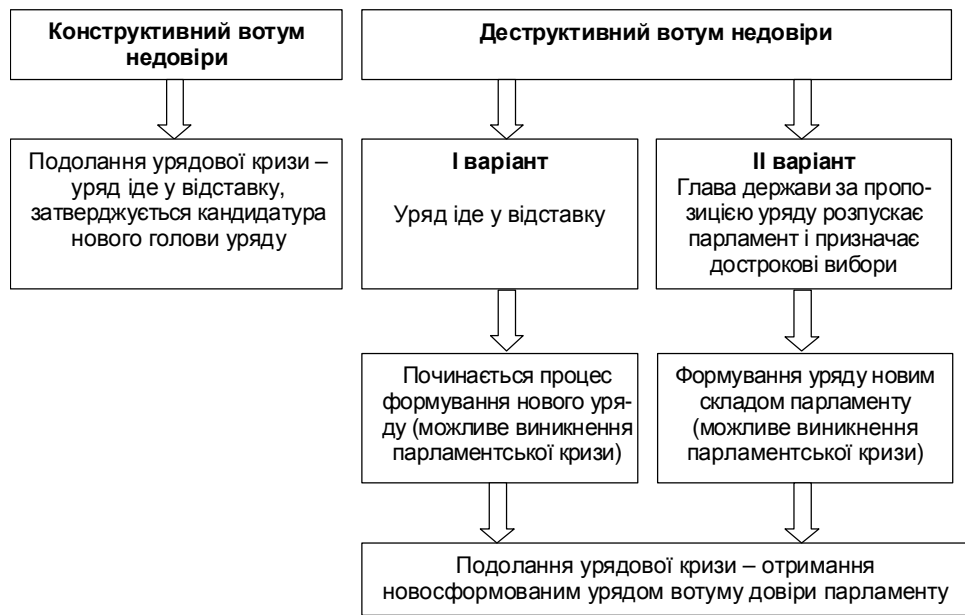 Конструктивний вотум
недовіри
Деструктивний вотум недовіри
Подолання урядової кризи –
уряд іде у відставку,
затверджується кандидатура
нового голови уряду
I варіант
Уряд іде у відставку
II варіант
Глава держави за пропо-
зицією уряду розпускає
парламент і призначає
дострокові вибори
Починається процес
формування нового уря-
ду (можливе виникнення
парламентської кризи)
Формування уряду новим
складом парламенту
(можливе виникнення
парламентської кризи)
Подолання урядової кризи – отримання
новосформованим урядом вотуму довіри парламенту